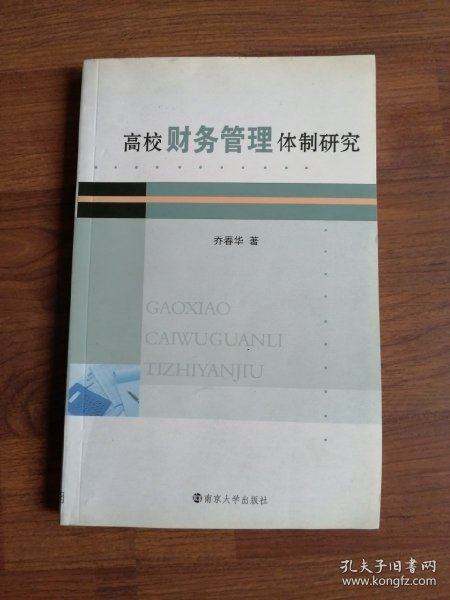 高校财务管理体制研究
乔春华 著
GAOXIAO
CAIWUGUANLI
TIZHIYANJIU
南京大学出版社
孔夫子旧书网
www.kongfz.com